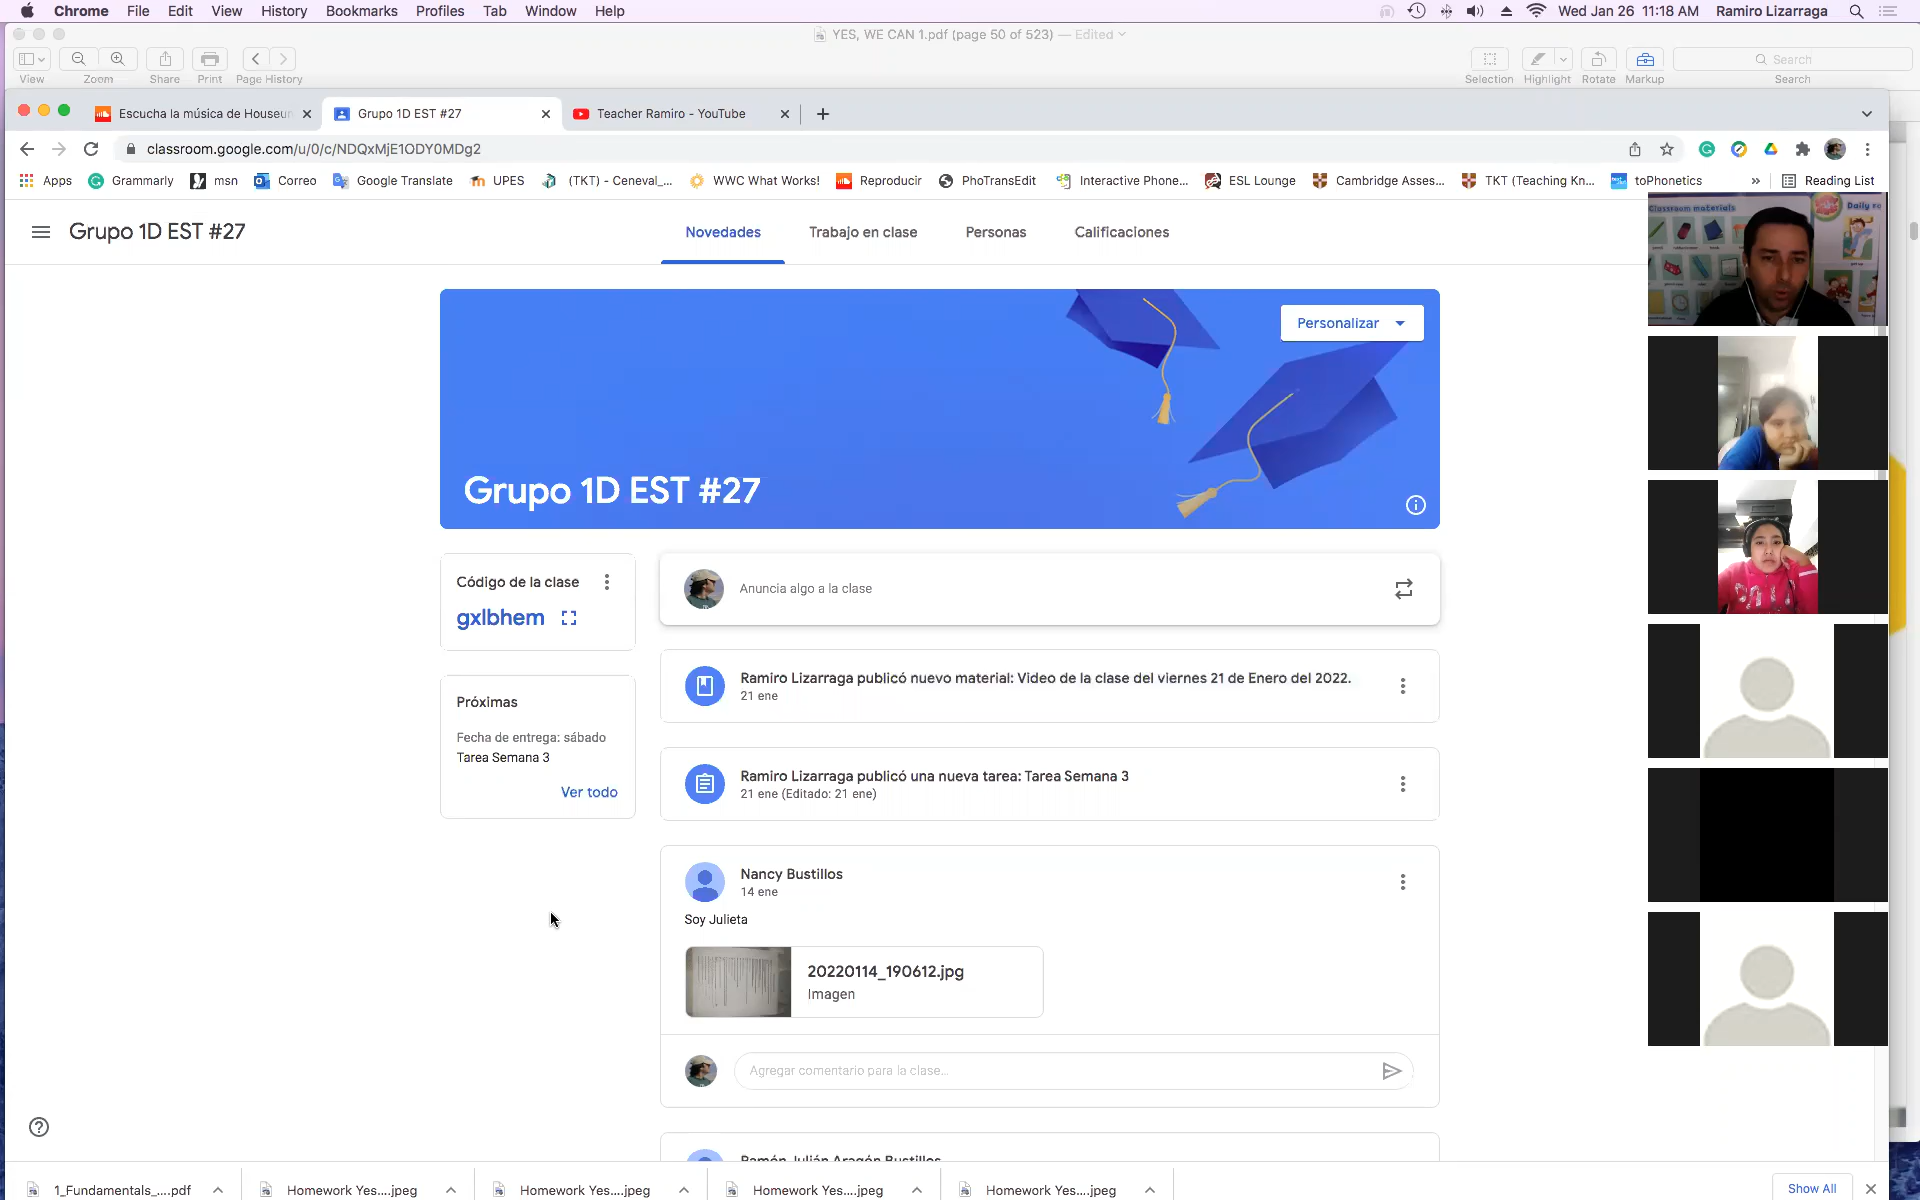 Chrome File Edit View History Bookmarks Profiles Tab Window Help Wed Jan 26 11:18 AM Ramiro Lizarraga
YES, WE CAN 1.pdf (page 50 of 523) — Edited
Search
View Zoom Share Print Page History Selection Highlight Rotate Markup Search
Escucha la música de Houseur Grupo 1D EST #27 Teacher Ramiro - YouTube
classroom.google.com/u/0/c/NDQxMjE1ODY0MDg2
Apps Grammarly msn Correo Google Translate UPES (TKT) - Ceneval_... WWC What Works! Reproducir PhoTransEdit Interactive Phone... ESL Lounge Cambridge Asses... TKT (Teaching Kn... toPhonetics » Reading List
Grupo 1D EST #27 Novedades Trabajo en clase Personas Calificaciones
Classroom materials
Daily
Personalizar
Grupo 1D EST #27
Código de la clase
gxlbhem
Anuncia algo a la clase
Próximas
Fecha de entrega: sábado
Tarea Semana 3
Ver todo
Ramiro Lizarraga publicó nuevo material: Video de la clase del viernes 21 de Enero del 2022.
21 ene
Ramiro Lizarraga publicó una nueva tarea: Tarea Semana 3
21 ene (Editado: 21 ene)
Nancy Bustillos
14 ene
Soy Julieta
20220114_190612.jpg
Imagen
Agregar comentario para la clase...
Ramón Julián Aragón Bustillos
1_Fundamentals_....pdf Homework Yes....jpeg Homework Yes....jpeg Homework Yes....jpeg Homework Yes....jpeg Show All